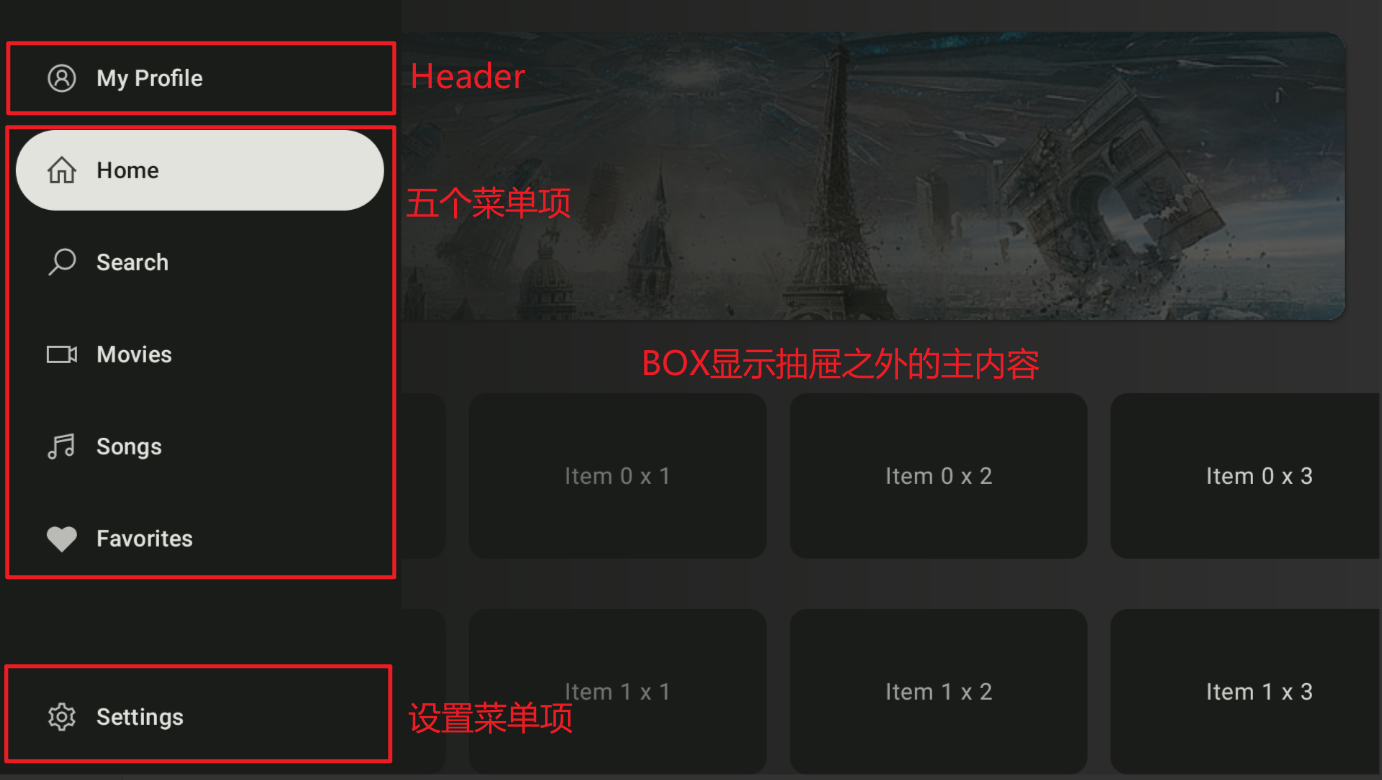 My Profile
Header
Home
五个菜单项
Search
Movies
BOX显示抽屉之外的主内容
Songs
Item 0 x 1
Item 0 x 2
Item 0 x 3
Favorites
Item 1 x 1
Item 1 x 2
Item 1 x 3
Settings
设置菜单项